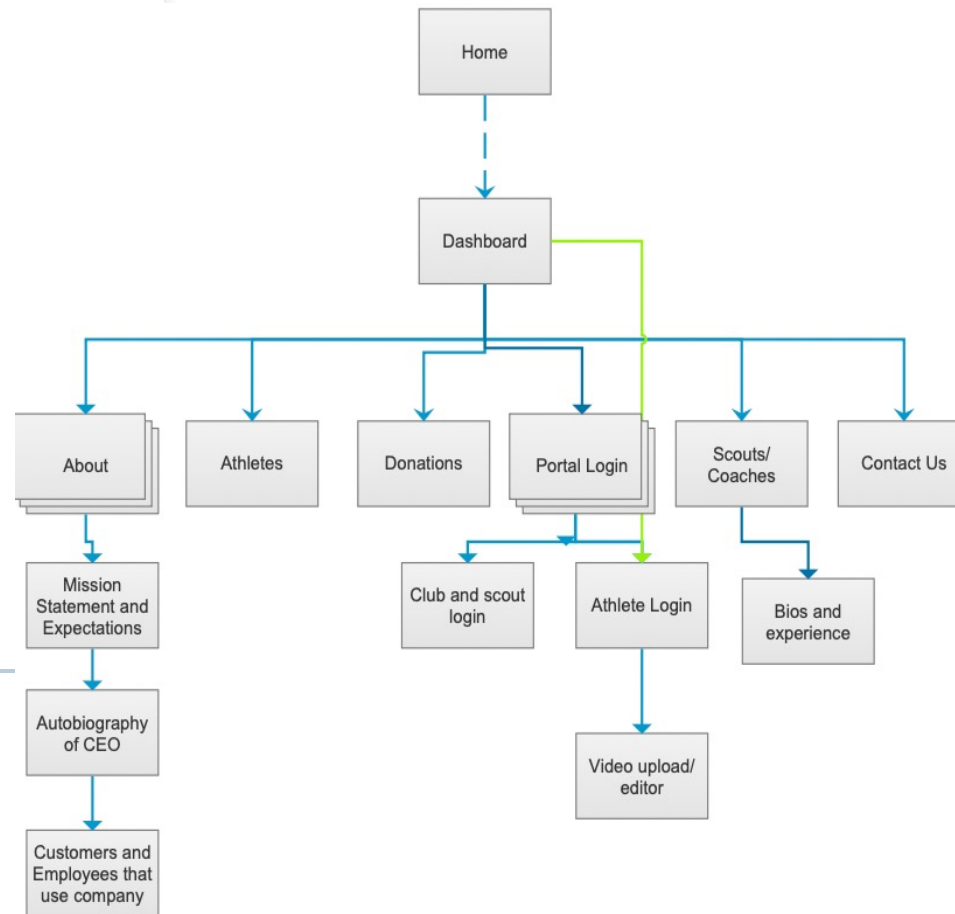 Home
Dashboard
About
Athletes
Donations
Portal Login
Scouts/
Coaches
Contact Us
Mission
Statement and
Expectations
Club and scout
login
Athlete Login
Bios and
experience
Autobiography
of CEO
Video upload/
editor
Customers and
Employees that
use company